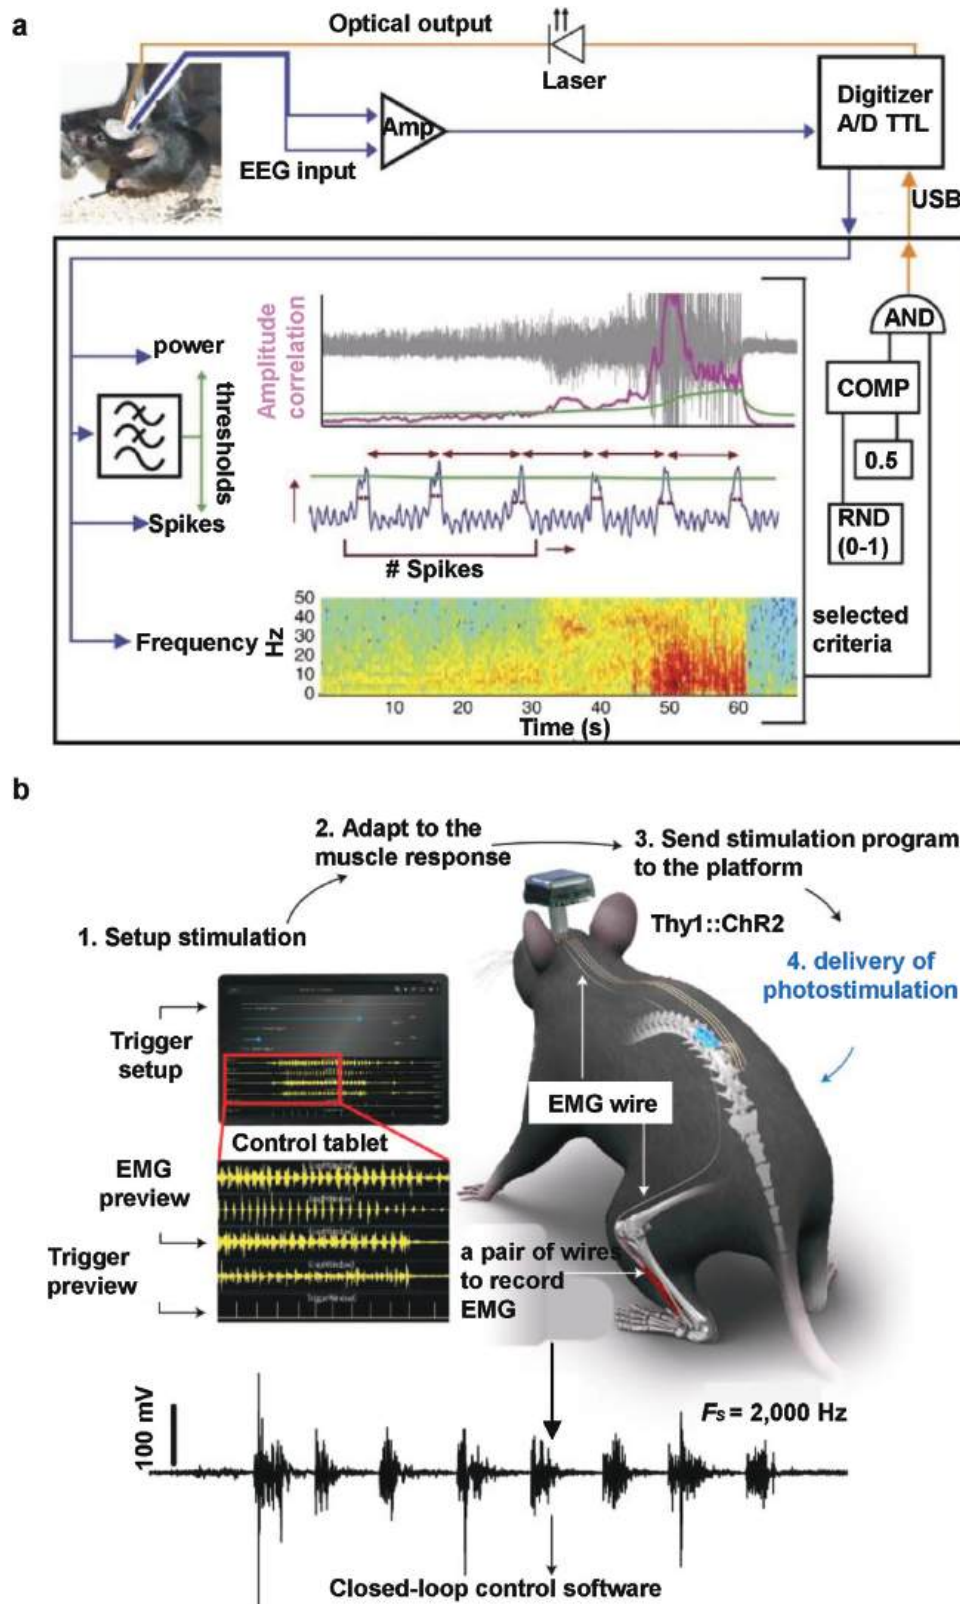 a
Optical output
Laser
Digitizer
A/D TTL
Amp
EEG input
USB
power
thresholds
Spikes
Frequency
Amplitude
correlation
# Spikes
Hz
50
40
30
20
10
0
10 20 30 40 50 60
Time (s)
AND
COMP
0.5
RND
(0-1)
selected
criteria
b
2. Adapt to the
muscle response
3. Send stimulation program
to the platform
1. Setup stimulation
Thy1::ChR2
4. delivery of
photostimulation
Trigger
setup
EMG wire
Control tablet
EMG
preview
Trigger
preview
a pair of wires
to record
EMG
100 mV
Fs = 2,000 Hz
Closed-loop control software